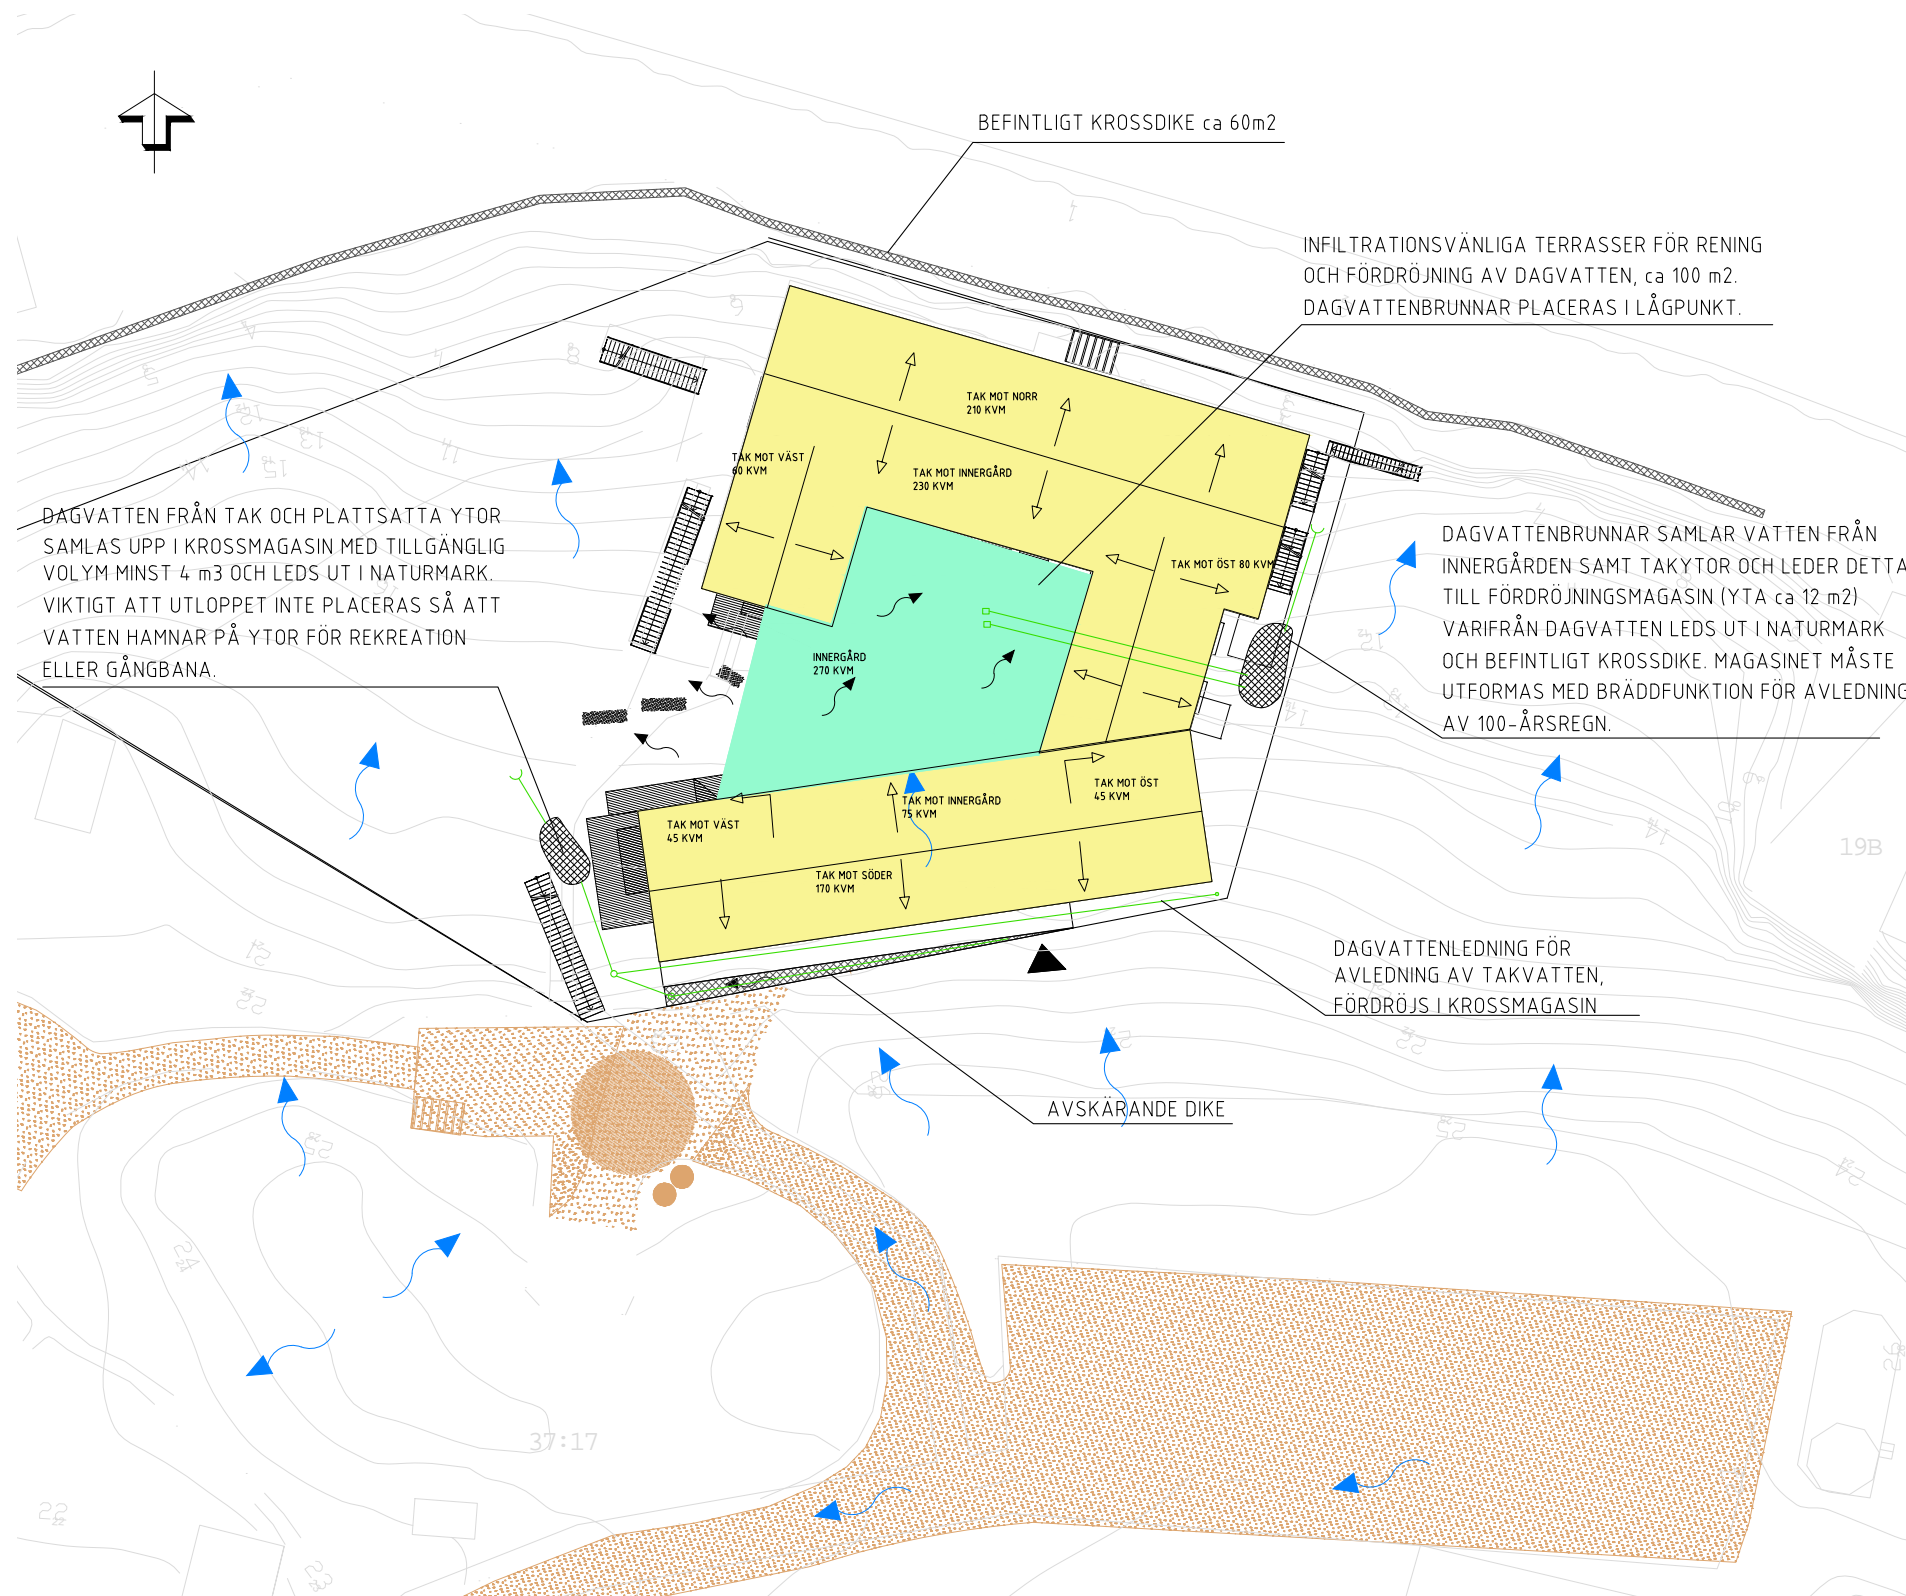 BEFINTLIGT KROSSDIKE ca 60m2
INFILTRATIONSVÄNLIGA TERRASSER FÖR RENING
OCH FÖRDRÖJNING AV DAGVATTEN, ca 100 m2.
DAGVATTENBRUNNAR PLACERAS I LÅGPUNKT.
TAK MOT NORR
210 KVM
TAK MOT VÄST
60 KVM
TAK MOT INNERGÅRD
230 KVM
DAGVATTEN FRÅN TAK OCH PLATTSATTA YTOR
SAMLAS UPP I KROSSMAGASIN MED TILLGÄNGLIG
VOLYM MINST 4 m3 OCH LEDS UT I NATURMARK.
VIKTIGT ATT UTLOPPET INTE PLACERAS SÅ ATT
VATTEN HAMNAR PÅ YTOR FÖR REKREATION
ELLER GÅNGBANA.
TAK MOT ÖST 80 KVM
DAGVATTENBRUNNAR SAMLAR VATTEN FRÅN
INNERGÅRDEN SAMT TAKYTOR OCH LEDER DETTA
TILL FÖRDRÖJNINGSMAGASIN (YTA ca 12 m2)
VARIFRÅN DAGVATTEN LEDS UT I NATURMARK
OCH BEFINTLIGT KROSSDIKE. MAGASINET MÅSTE
UTFORMAS MED BRÄDDFUNKTION FÖR AVLEDNING
AV 100-ÅRSREGN.
INNERGÅRD
270 KVM
TAK MOT ÖST
45 KVM
TAK MOT INNERGÅRD
75 KVM
TAK MOT VÄST
45 KVM
TAK MOT SÖDER
170 KVM
19B
DAGVATTENLEDNING FÖR
AVLEDNING AV TAKVATTEN,
FÖRDRÖJS I KROSSMAGASIN
AVSKÄRANDE DIKE
37:17